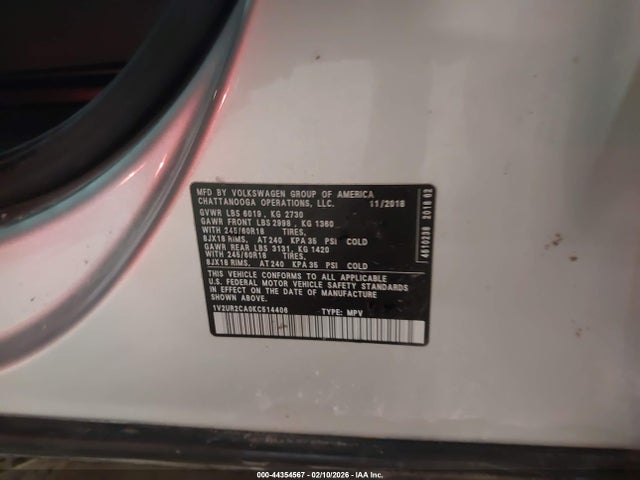 MFD BY VOLKSWAGEN GROUP OF AMERICA
CHATTANOOGA OPERATIONS, LLC. 11/2018
GVWR LBS 6019 , KG 2730
GAWR FRONT LBS 2998 , KG 1360
WITH 245/60R18 TIRES,
8JX18 RIMS, AT 240 KPA 35 PSI COLD
GAWR REAR LBS 3131, KG 1420
WITH 245/60R18 TIRES,
8JX18 RIMS, AT 240 KPA 35 PSI COLD
THIS VEHICLE CONFORMS TO ALL APPLICABLE
U.S. FEDERAL MOTOR VEHICLE SAFETY STANDARDS
IN EFFECT ON THE DATE OF MANUFACTURE
SHOWN ABOVE.
1V2UR2CA0KC514406 TYPE: MPV
4610238 2018 02
000-44354567 | 02/10/2026 | IAA Inc.